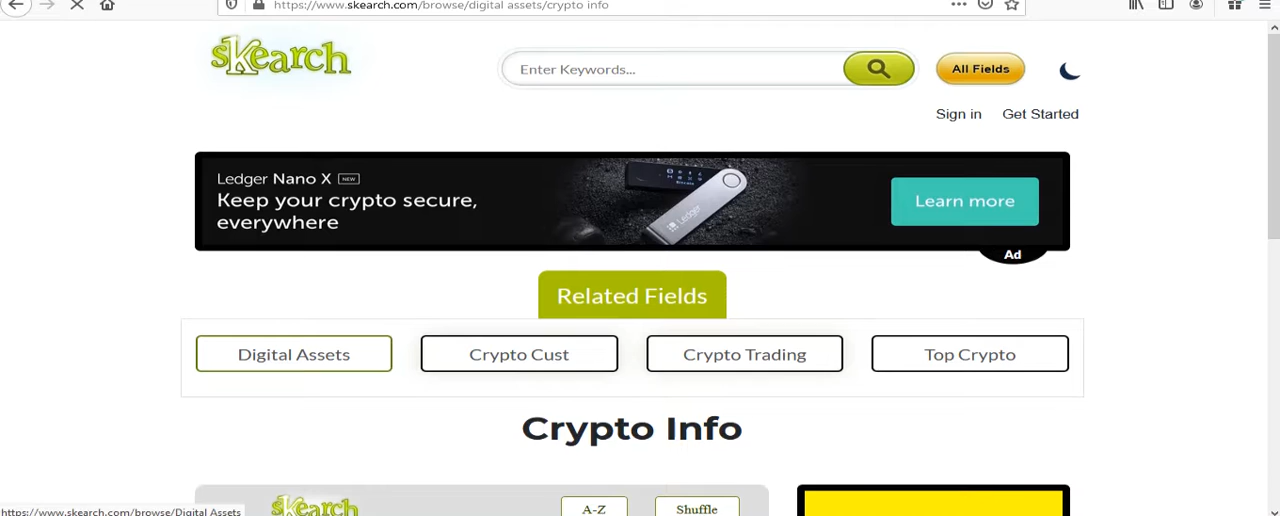 https://www.skearch.com/browse/digital assets/crypto info
skearch
Enter Keywords...
All Fields
Sign in Get Started
Ledger Nano X NEW
Keep your crypto secure,
everywhere
Ledger
Learn more
Ad
Related Fields
Digital Assets Crypto Cust Crypto Trading Top Crypto
Crypto Info
skearch A-Z Shuffle
https://www.skearch.com/browse/Digital Assets